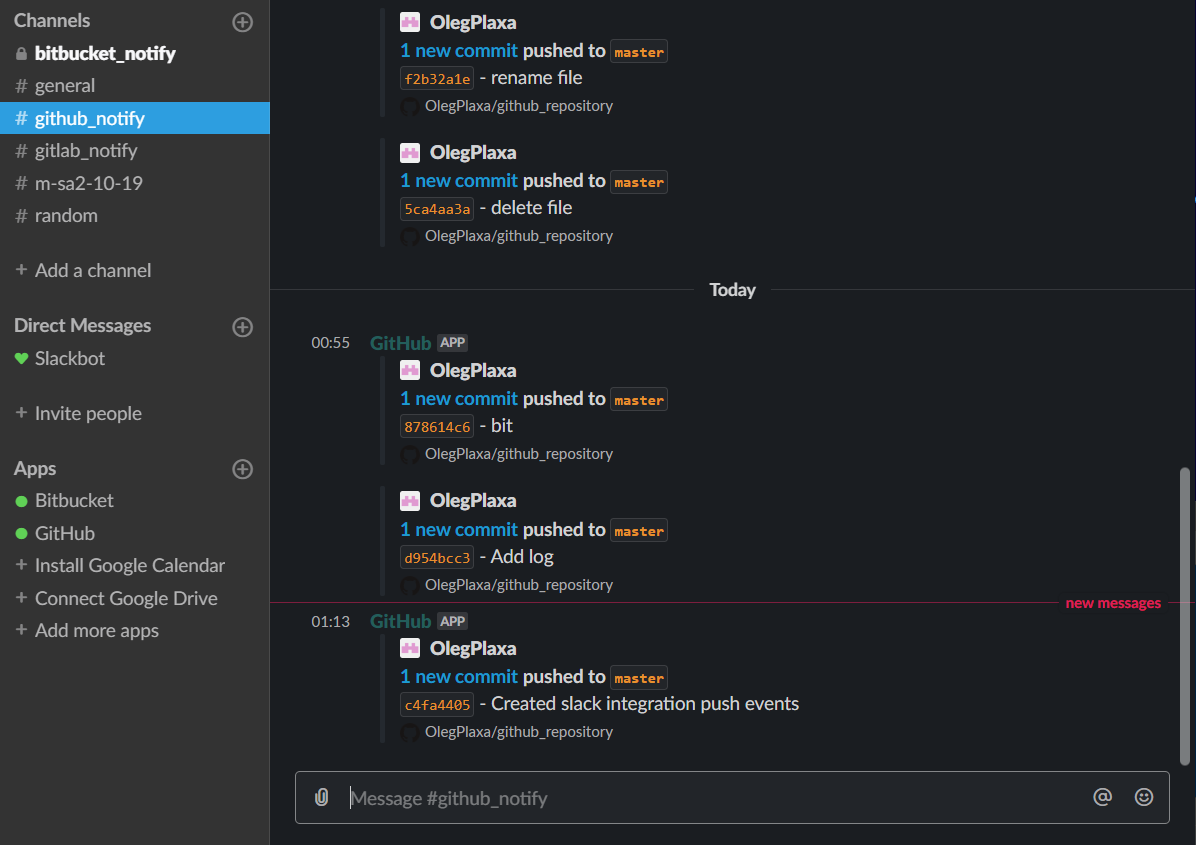 Channels
bitbucket_notify
# general
# github_notify
# gitlab_notify
# m-sa2-10-19
# random
+ Add a channel
Direct Messages
Slackbot
+ Invite people
Apps
Bitbucket
GitHub
+ Install Google Calendar
+ Connect Google Drive
+ Add more apps
OlegPlaxa
1 new commit pushed to master
f2b32a1e - rename file
OlegPlaxa/github_repository
OlegPlaxa
1 new commit pushed to master
5ca4aa3a - delete file
OlegPlaxa/github_repository
Today
00:55 GitHub APP
OlegPlaxa
1 new commit pushed to master
878614c6 - bit
OlegPlaxa/github_repository
OlegPlaxa
1 new commit pushed to master
d954bcc3 - Add log
OlegPlaxa/github_repository
new messages
01:13 GitHub APP
OlegPlaxa
1 new commit pushed to master
c4fa4405 - Created slack integration push events
OlegPlaxa/github_repository
Message #github_notify